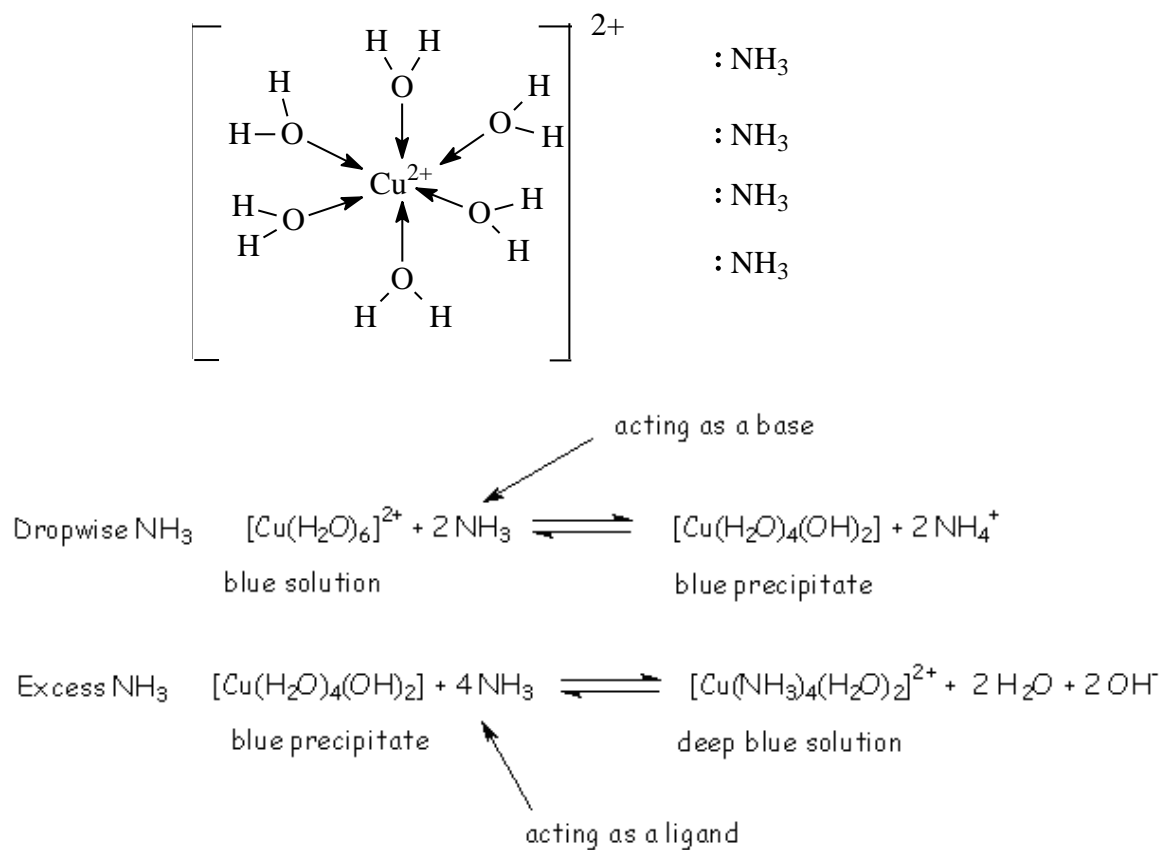 2+
H H
H O H :NH₃
H–O O H :NH₃
Cu²⁺ :NH₃
H O O H
H H
O :NH₃
H H
acting as a base
Dropwise NH₃ [Cu(H₂O)₆]²⁺ + 2 NH₃ ⇌ [Cu(H₂O)₄(OH)₂] + 2 NH₄⁺
blue solution blue precipitate
Excess NH₃ [Cu(H₂O)₄(OH)₂] + 4 NH₃ ⇌ [Cu(NH₃)₄(H₂O)₂]²⁺ + 2 H₂O + 2 OH⁻
blue precipitate deep blue solution
acting as a ligand